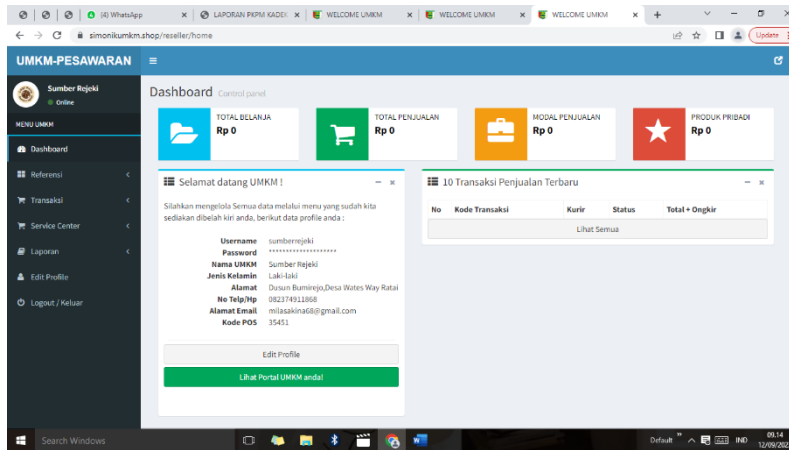 (4) WhatsApp
LAPORAN PKPM KADEK
WELCOME UMKM
WELCOME UMKM
WELCOME UMKM
simonikumkm.shop/reseller/home
Update
UMKM-PESAWARAN
Sumber Rejeki
Online
MENU UMKM
Dashboard
Referensi
Transaksi
Service Center
Laporan
Edit Profile
Logout / Keluar
Dashboard Control panel
TOTAL BELANJA
Rp 0
TOTAL PENJUALAN
Rp 0
MODAL PENJUALAN
Rp 0
PRODUK PRIBADI
Rp 0
Selamat datang UMKM !
Silahkan mengelola Semua data melalui menu yang sudah kita
sediakan dibelah kiri anda, berikut data profile anda :
Username sumberrejeki
Password ********************
Nama UMKM Sumber Rejeki
Jenis Kelamin Laki-laki
Alamat Dusun Bumirejo,Desa Wates Way Ratai
No Telp/Hp 082374911868
Alamat Email milasakina68@gmail.com
Kode POS 35451
Edit Profile
Lihat Portal UMKM anda!
10 Transaksi Penjualan Terbaru
No Kode Transaksi Kurir Status Total + Ongkir
Lihat Semua
Search Windows
Default
IND
09.14
12/09/202